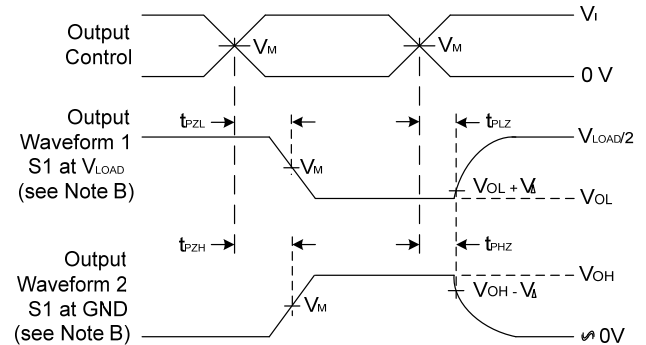 Output
Control
VM
VM
VI
0 V
Output
Waveform 1
S1 at VLOAD
(see Note B)
tPZL
tPLZ
VM
VLOAD/2
VOL + VΔ
VOL
Output
Waveform 2
S1 at GND
(see Note B)
tPZH
tPHZ
VM
VOH
VOH - VΔ
≈ 0V